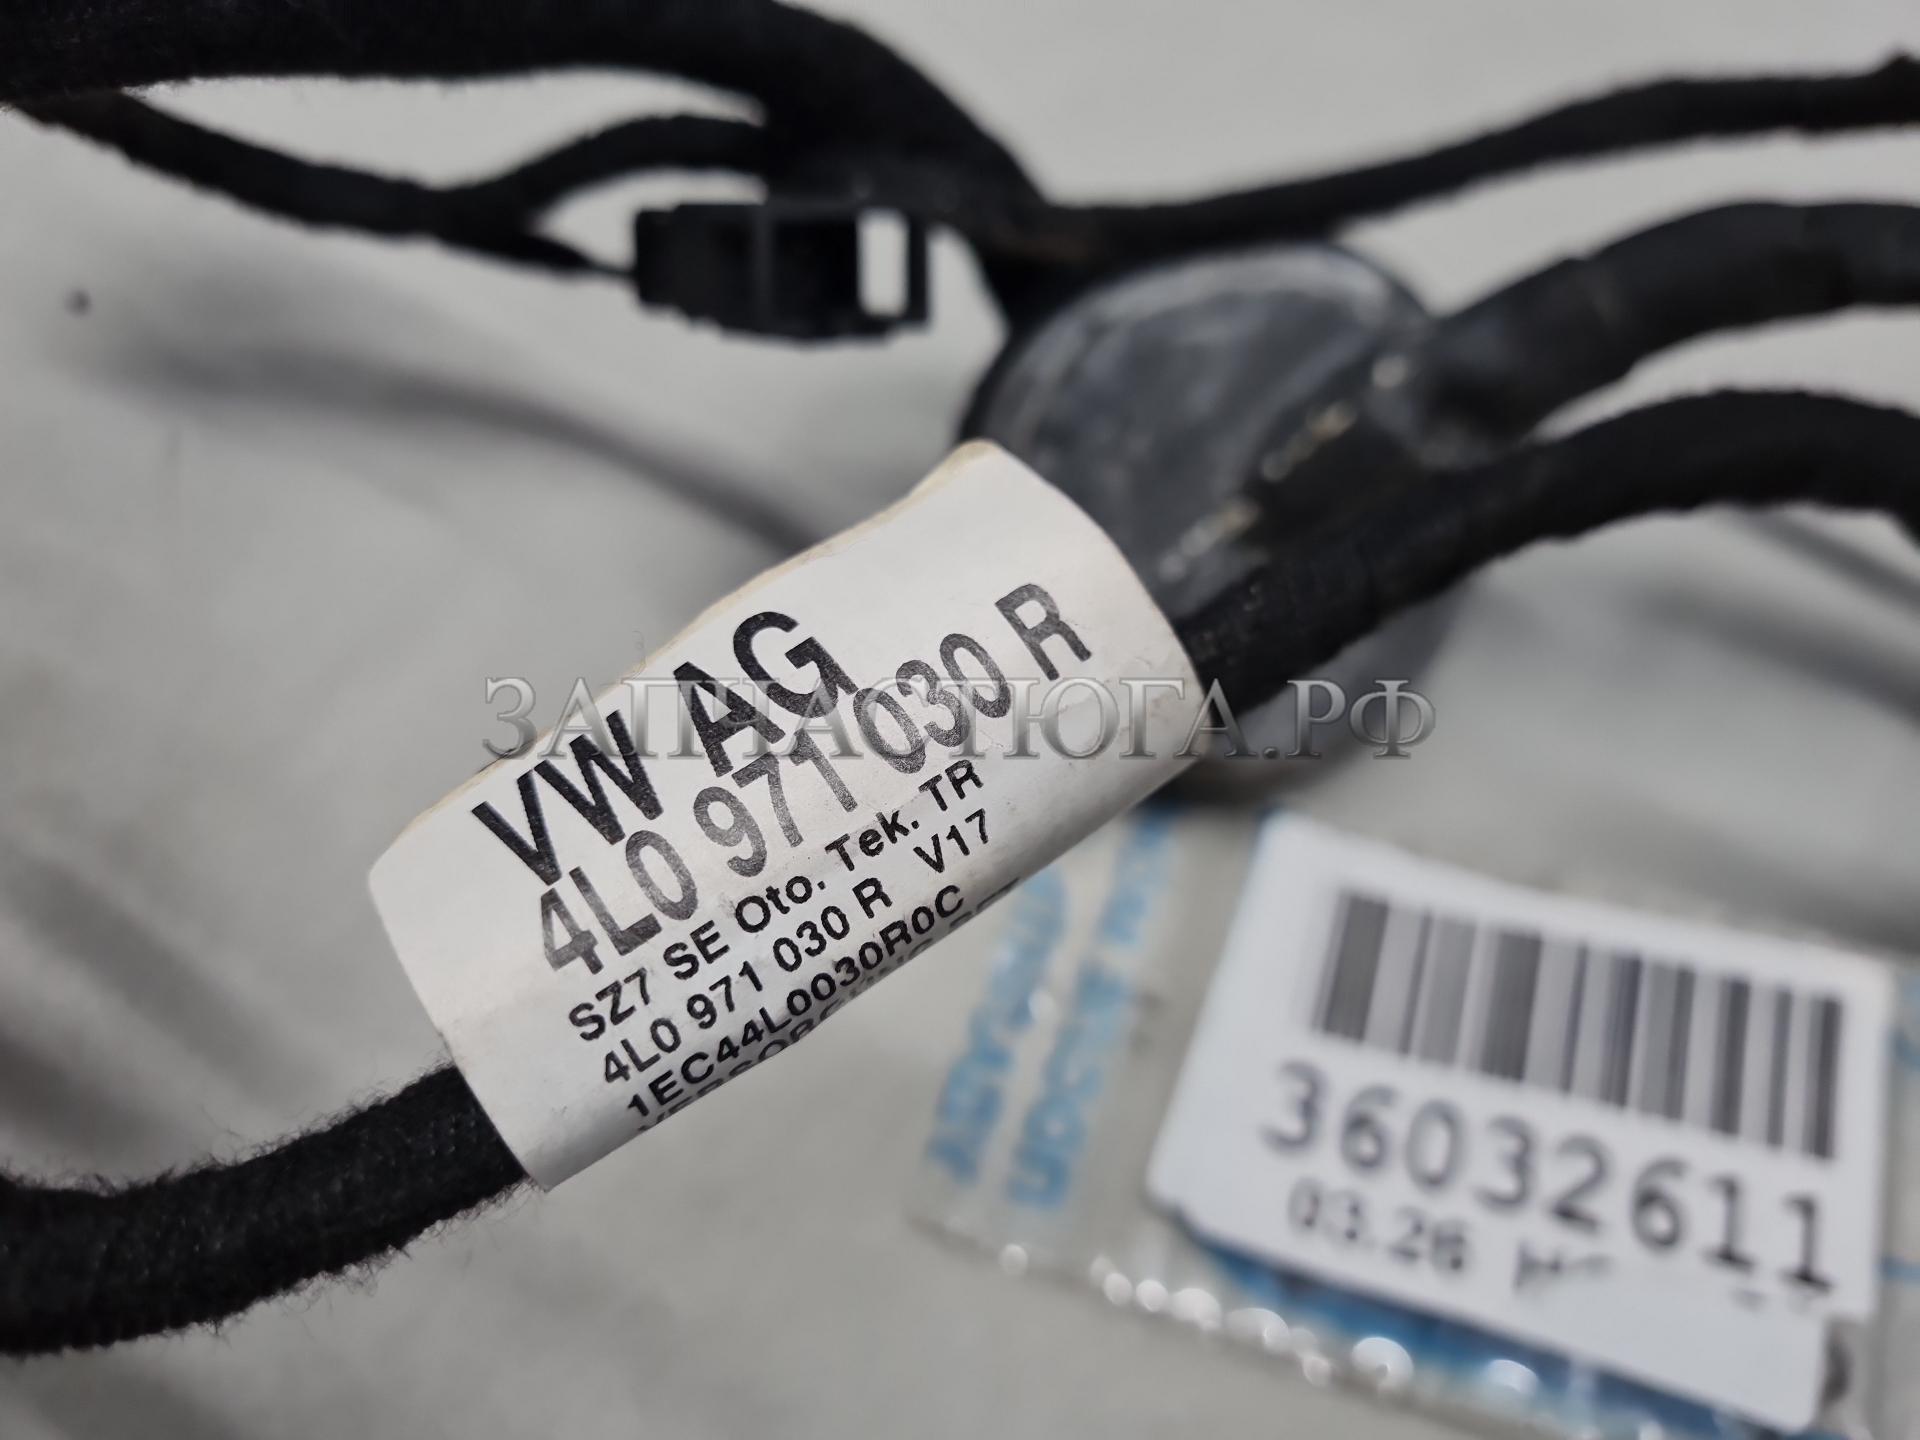 VW AG
4L0 971 030 R
SZ7 SE Oto. Tek. TR
4L0 971 030 R V17
1EC44L0030R0C
ЗАПЧАСТЮГА.РФ
36032611
03.26